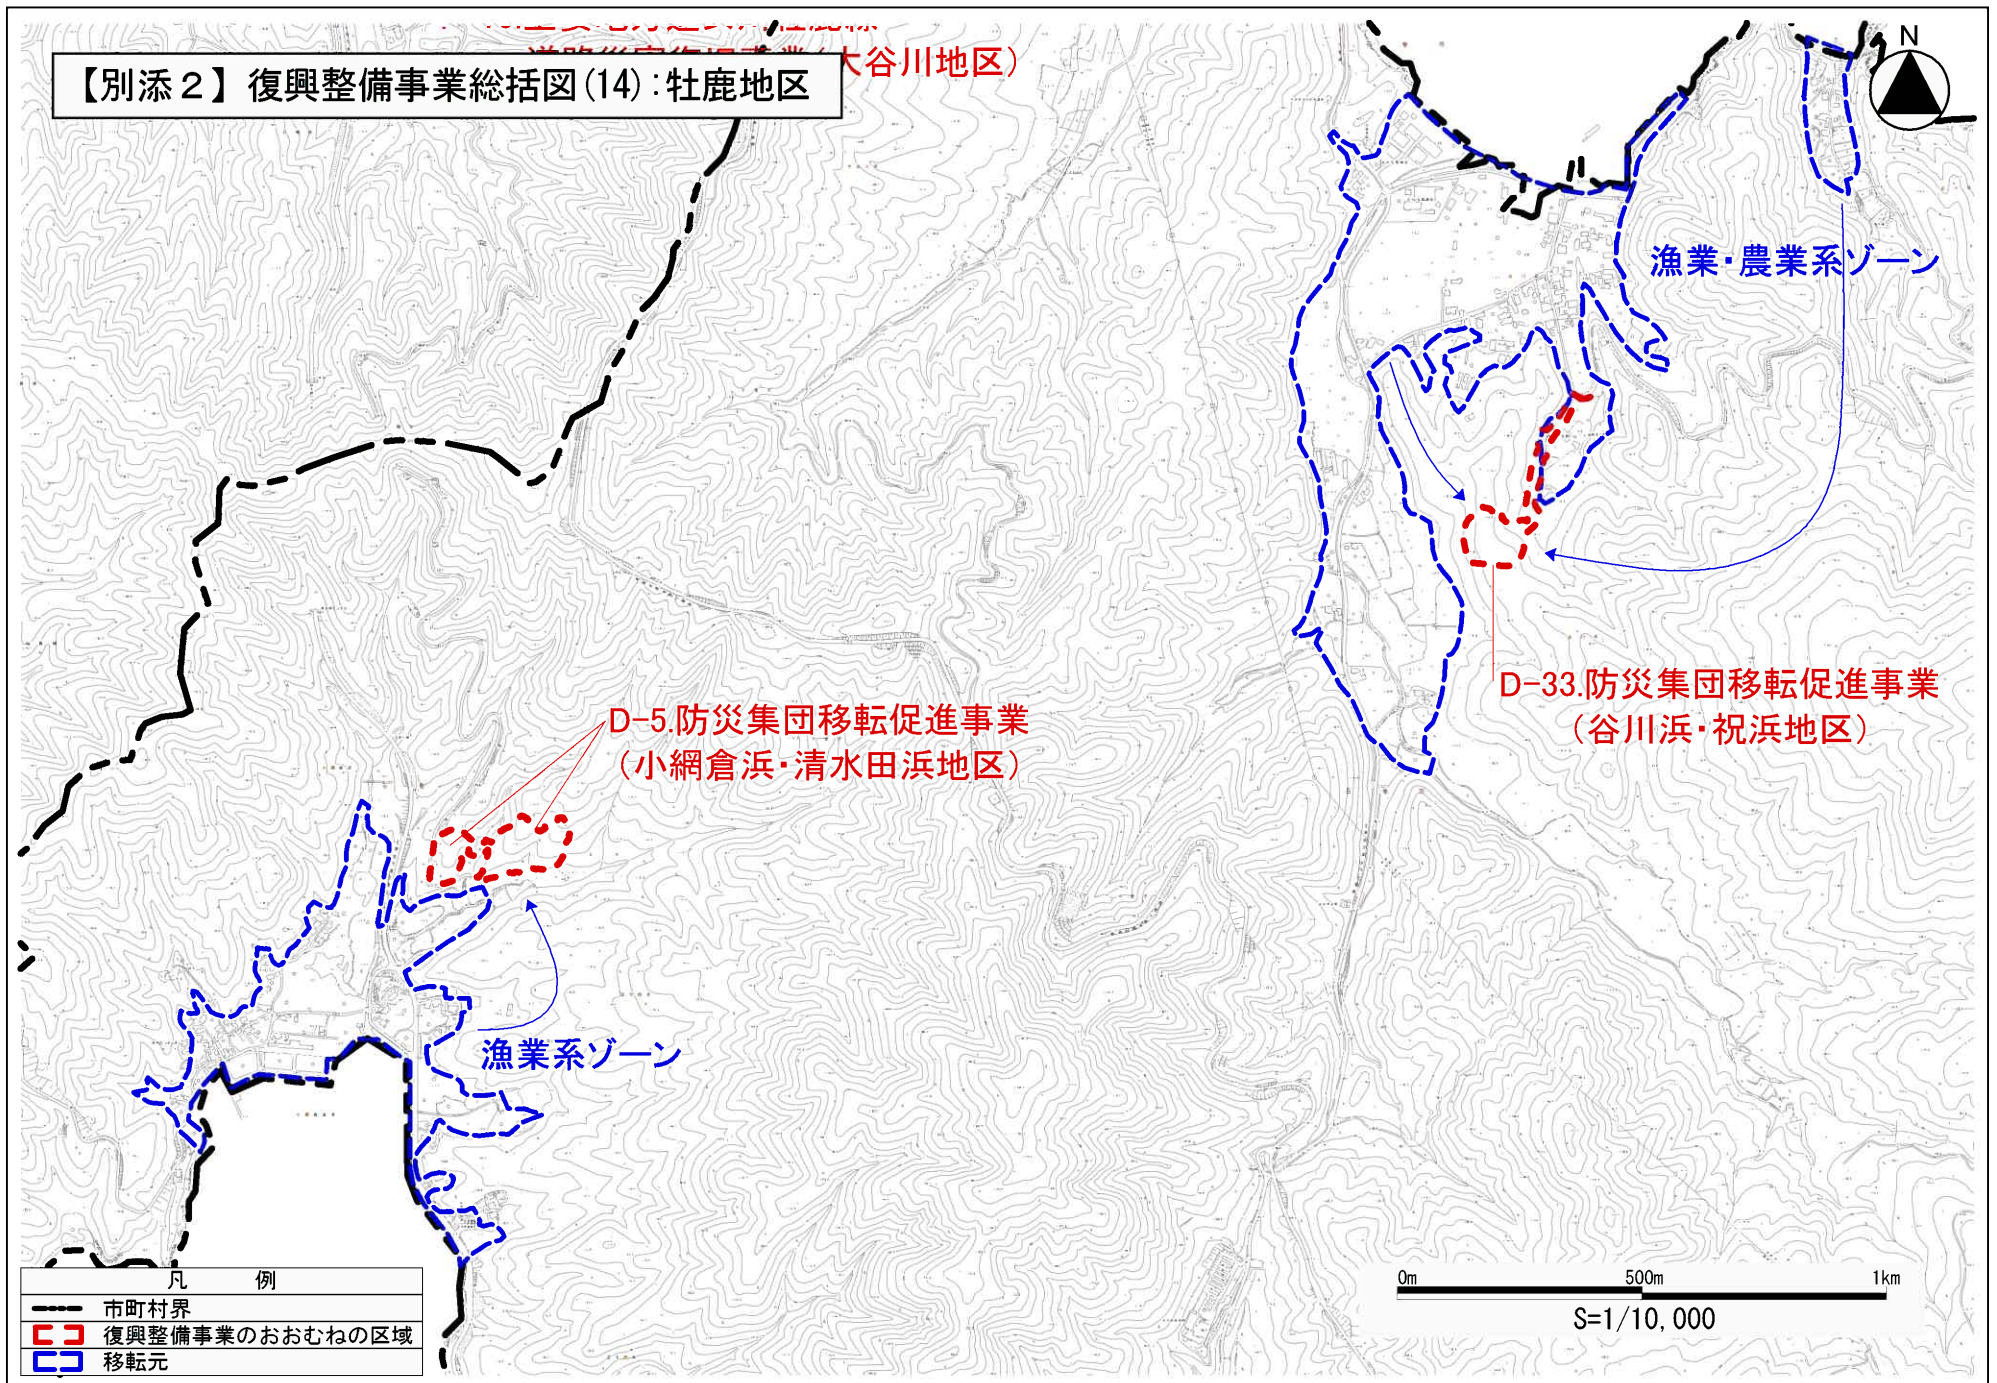 大谷川地区)
【別添2】復興整備事業総括図(14):牡鹿地区
N
漁業・農業系ゾーン
D-33.防災集団移転促進事業
(谷川浜・祝浜地区)
D-5.防災集団移転促進事業
(小網倉浜・清水田浜地区)
漁業系ゾーン
凡 例
市町村界
復興整備事業のおおむねの区域
移転元
0m 500m 1km
S=1/10,000